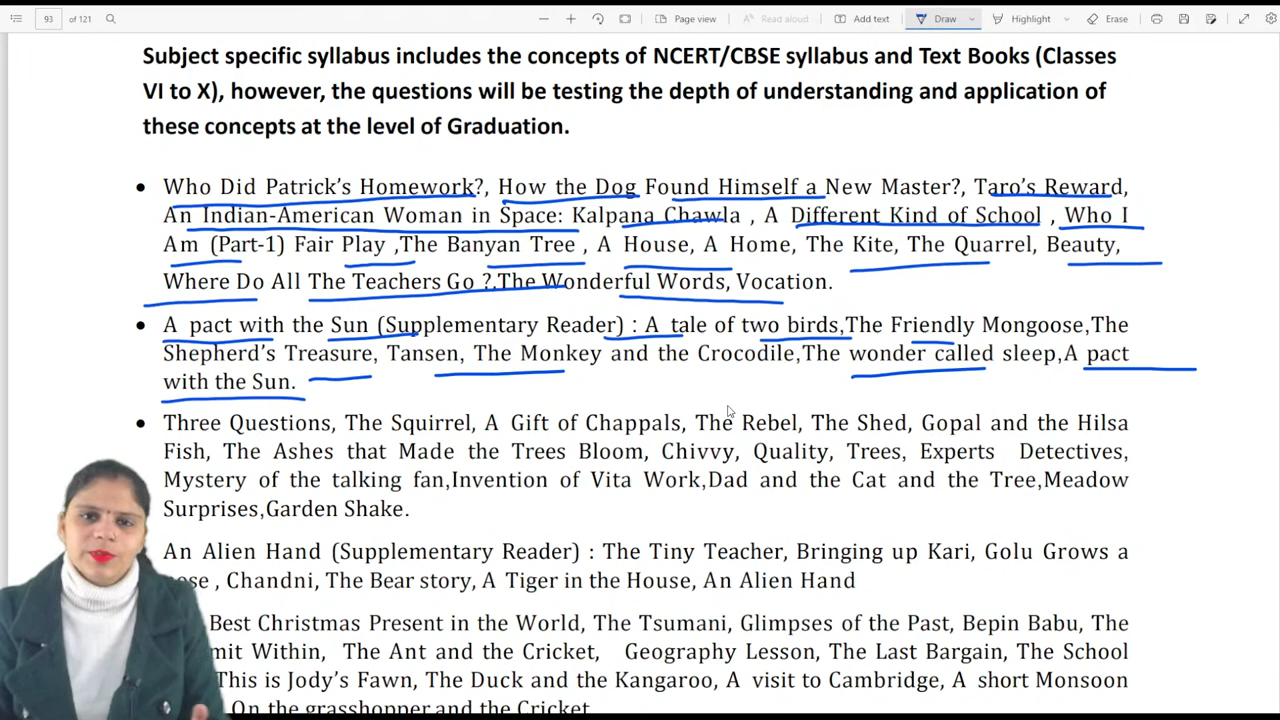 93 of 121 Page view Read aloud Add text Draw Highlight Erase
Subject specific syllabus includes the concepts of NCERT/CBSE syllabus and Text Books (Classes
VI to X), however, the questions will be testing the depth of understanding and application of
these concepts at the level of Graduation.
• Who Did Patrick's Homework?, How the Dog Found Himself a New Master?, Taro's Reward,
An Indian-American Woman in Space: Kalpana Chawla , A Different Kind of School , Who I
Am (Part-1) Fair Play ,The Banyan Tree , A House, A Home, The Kite, The Quarrel, Beauty,
Where Do All The Teachers Go ?,The Wonderful Words, Vocation.
• A pact with the Sun (Supplementary Reader) : A tale of two birds,The Friendly Mongoose,The
Shepherd's Treasure, Tansen, The Monkey and the Crocodile,The wonder called sleep,A pact
with the Sun.
• Three Questions, The Squirrel, A Gift of Chappals, The Rebel, The Shed, Gopal and the Hilsa
Fish, The Ashes that Made the Trees Bloom, Chivvy, Quality, Trees, Experts Detectives,
Mystery of the talking fan,Invention of Vita Work,Dad and the Cat and the Tree,Meadow
Surprises,Garden Shake.
An Alien Hand (Supplementary Reader) : The Tiny Teacher, Bringing up Kari, Golu Grows a
, Chandni, The Bear story, A Tiger in the House, An Alien Hand
Best Christmas Present in the World, The Tsumani, Glimpses of the Past, Bepin Babu, The
Within, The Ant and the Cricket, Geography Lesson, The Last Bargain, The School
This is Jody's Fawn, The Duck and the Kangaroo, A visit to Cambridge, A short Monsoon
On the grasshopper and the Cricket